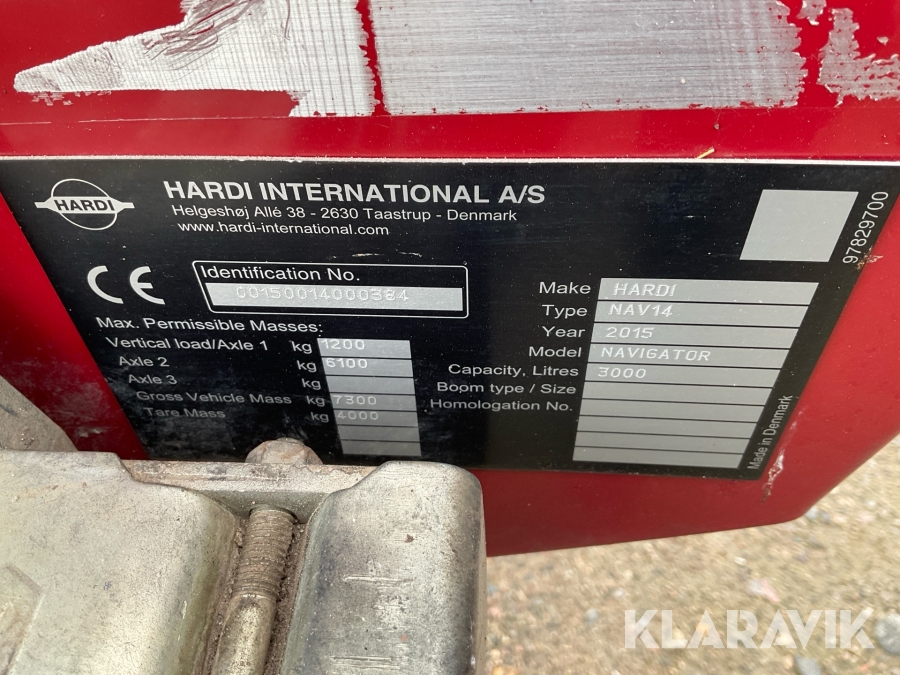 HARDI
HARDI INTERNATIONAL A/S
Helgeshøj Allé 38 - 2630 Taastrup - Denmark
www.hardi-international.com
97829700
CE
Identification No.
00150014000384
Max. Permissible Masses:
Vertical load/Axle 1 kg 1200
Axle 2 kg 6100
Axle 3 kg
Gross Vehicle Mass kg 7300
Tare Mass kg 4000
Make HARDI
Type NAV14
Year 2015
Model NAVIGATOR
Capacity, Litres 3000
Boom type / Size
Homologation No.
Made in Denmark
KLARAVIK